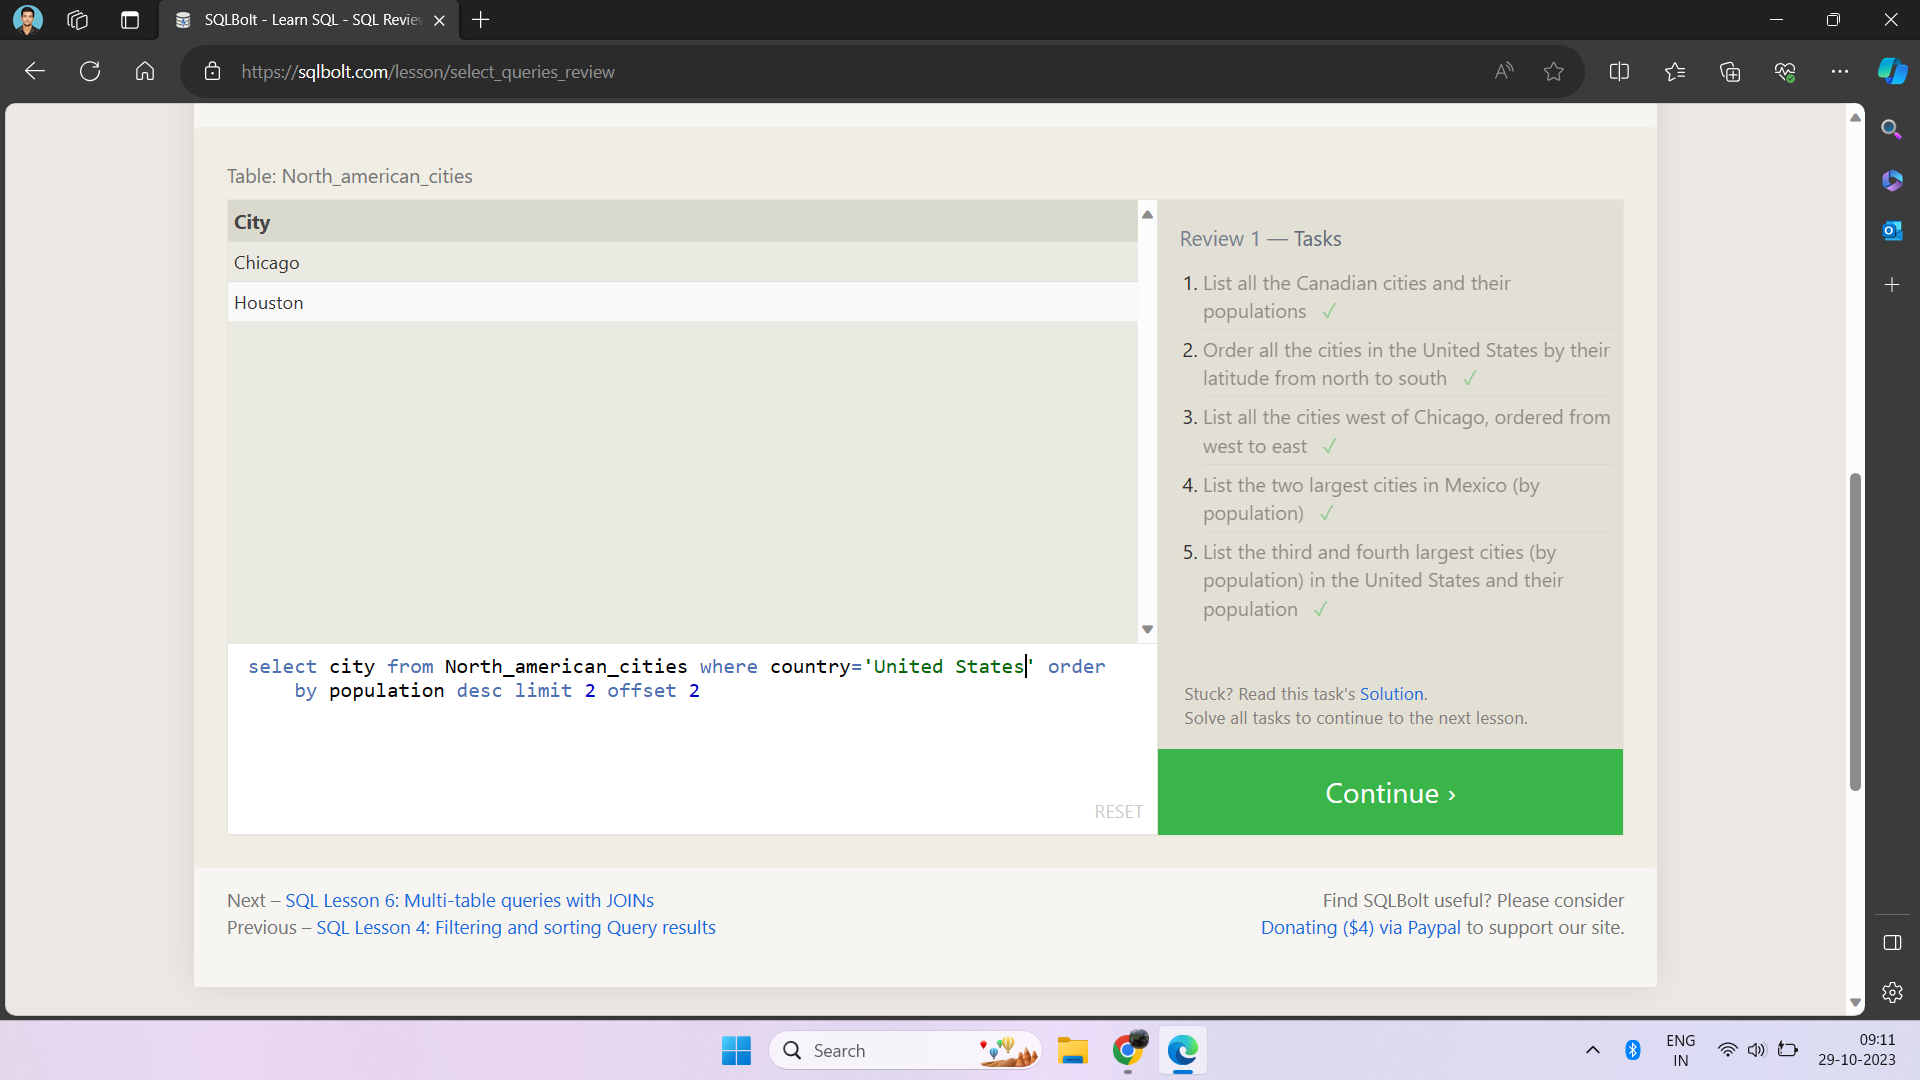 SQLBolt - Learn SQL - SQL Revie
https://sqlbolt.com/lesson/select_queries_review
Table: North_american_cities
City
Chicago
Houston
Review 1 — Tasks
1. List all the Canadian cities and their
populations ✓
2. Order all the cities in the United States by their
latitude from north to south ✓
3. List all the cities west of Chicago, ordered from
west to east ✓
4. List the two largest cities in Mexico (by
population) ✓
5. List the third and fourth largest cities (by
population) in the United States and their
population ✓
select city from North_american_cities where country='United States' order
by population desc limit 2 offset 2
RESET
Stuck? Read this task's Solution.
Solve all tasks to continue to the next lesson.
Continue ›
Next – SQL Lesson 6: Multi-table queries with JOINs
Previous – SQL Lesson 4: Filtering and sorting Query results
Find SQLBolt useful? Please consider
Donating ($4) via Paypal to support our site.
Search
ENG
IN
09:11
29-10-2023